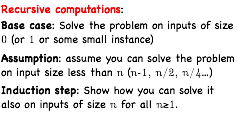 Recursive computations:
Base case: Solve the problem on inputs of size
0 (or 1 or some small instance)
Assumption: assume you can solve the problem
on input size less than n (n-1, n/2, n/4…)
Induction step: Show how you can solve it
also on inputs of size n for all n≥1.